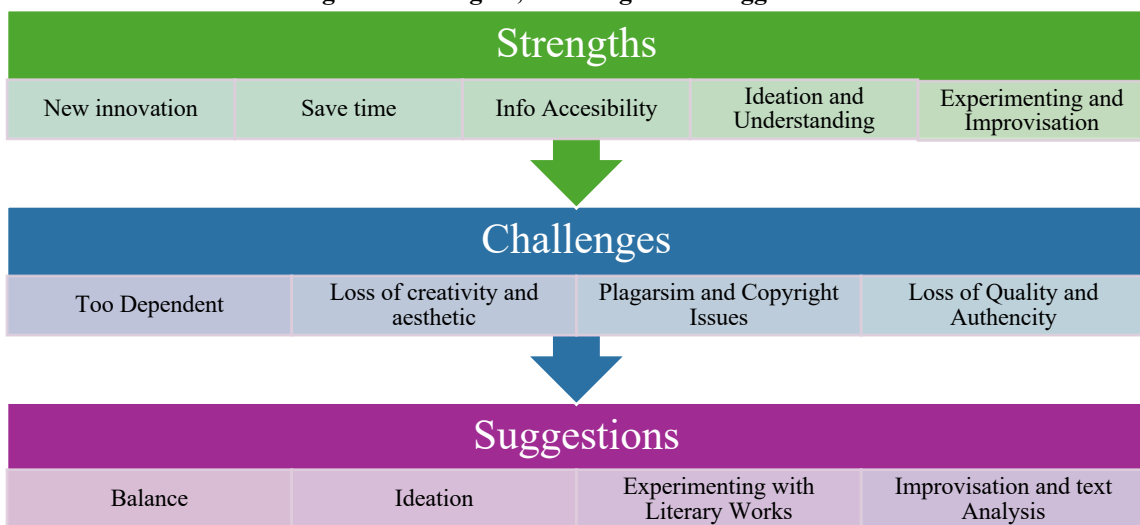 Strengths
New innovation
Save time
Info Accesibility
Ideation and
Understanding
Experimenting and
Improvisation
Challenges
Too Dependent
Loss of creativity and
aesthetic
Plagarsim and Copyright
Issues
Loss of Quality and
Authencity
Suggestions
Balance
Ideation
Experimenting with
Literary Works
Improvisation and text
Analysis